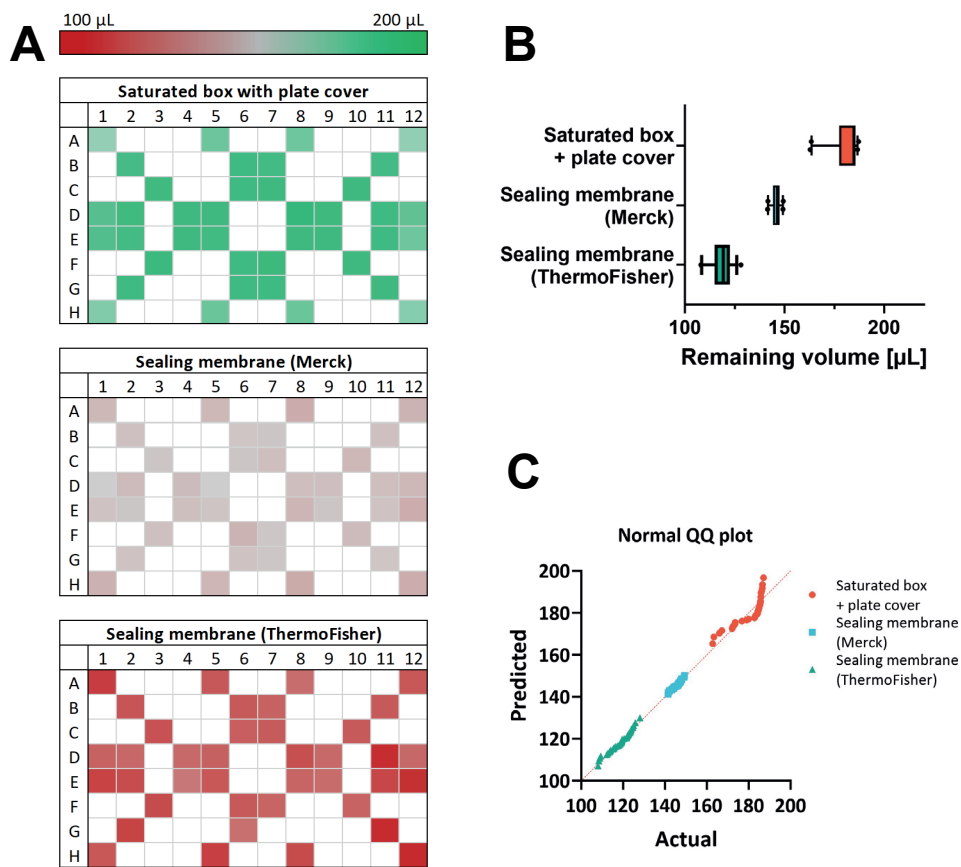 A
100 µL 200 µL
Saturated box with plate cover
1 2 3 4 5 6 7 8 9 10 11 12
A
B
C
D
E
F
G
H
Sealing membrane (Merck)
1 2 3 4 5 6 7 8 9 10 11 12
A
B
C
D
E
F
G
H
Sealing membrane (ThermoFisher)
1 2 3 4 5 6 7 8 9 10 11 12
A
B
C
D
E
F
G
H
B
Saturated box
+ plate cover
Sealing membrane
(Merck)
Sealing membrane
(ThermoFisher)
100 150 200
Remaining volume [µL]
C
Normal QQ plot
200
180
160
140
120
100
Predicted
100 120 140 160 180 200
Actual
Saturated box
+ plate cover
Sealing membrane
(Merck)
Sealing membrane
(ThermoFisher)